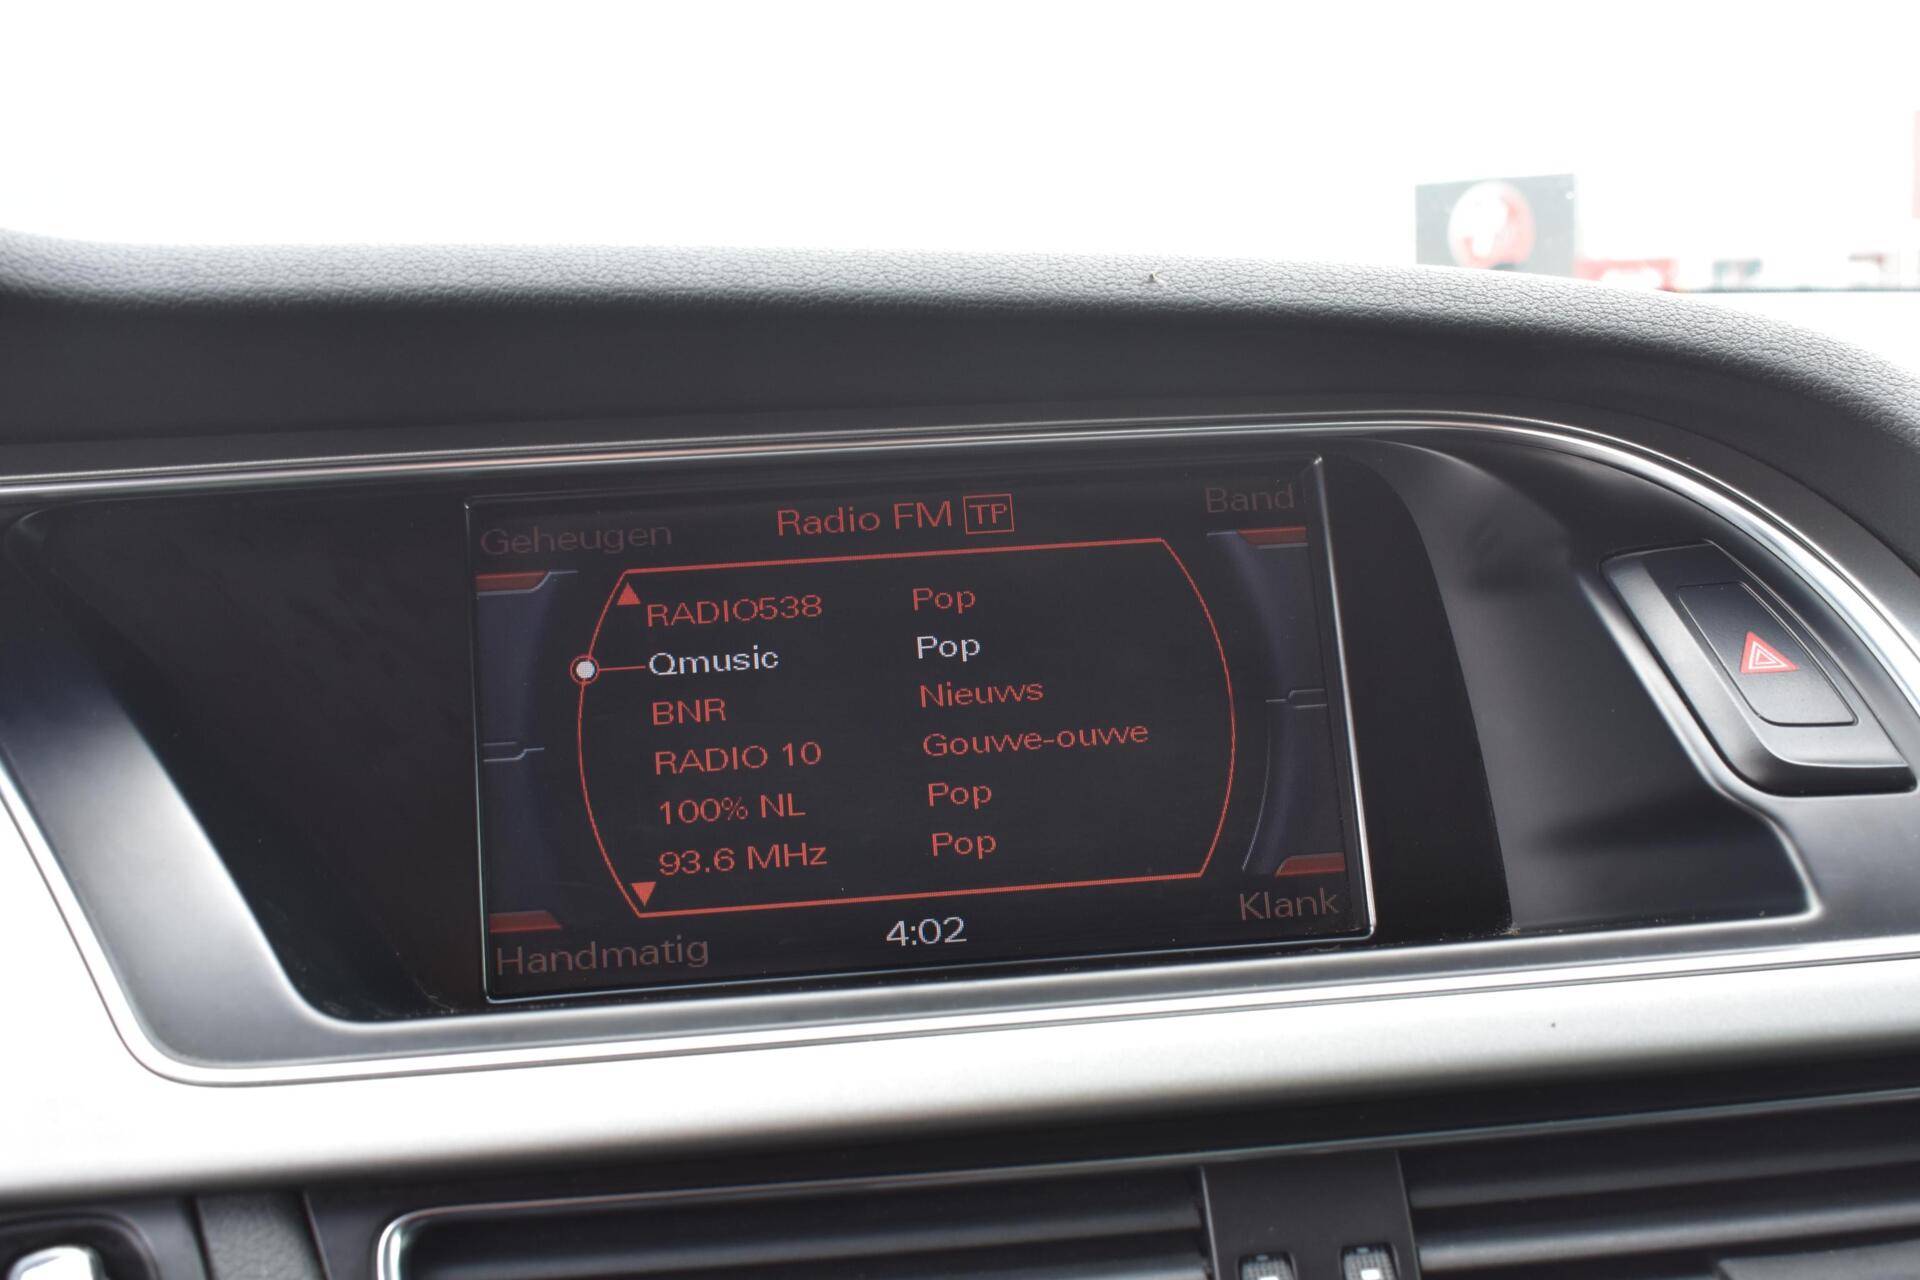 Geheugen
Radio FM TP
Band
RADIO538 Pop
Qmusic Pop
BNR Nieuws
RADIO 10 Gouwe-ouwe
100% NL Pop
93.6 MHz Pop
Handmatig
4:02
Klank